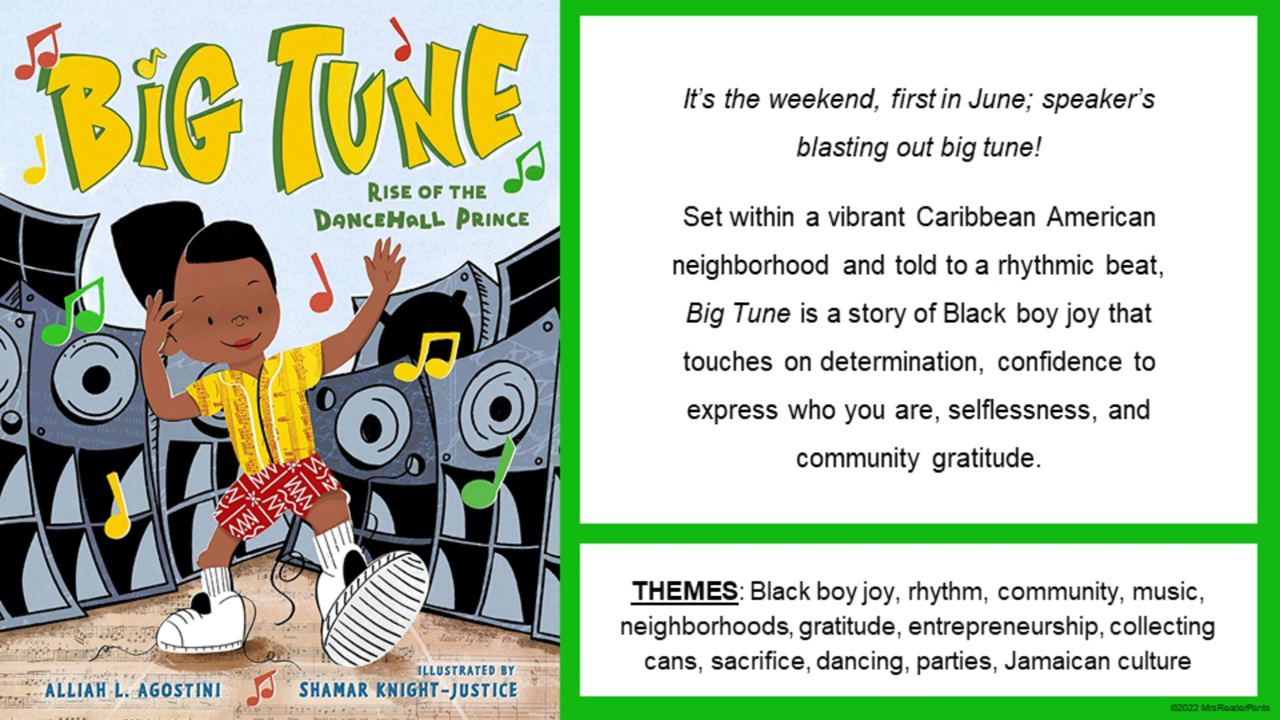 BiG TUNE
RISE OF THE
DANCEHALL PRINCE
ILLUSTRATED BY
ALLIAH L. AGOSTINI SHAMAR KNIGHT-JUSTICE
It's the weekend, first in June; speaker's
blasting out big tune!
Set within a vibrant Caribbean American
neighborhood and told to a rhythmic beat,
Big Tune is a story of Black boy joy that
touches on determination, confidence to
express who you are, selflessness, and
community gratitude.
THEMES: Black boy joy, rhythm, community, music,
neighborhoods, gratitude, entrepreneurship, collecting
cans, sacrifice, dancing, parties, Jamaican culture
©2022 MrsReaderPants